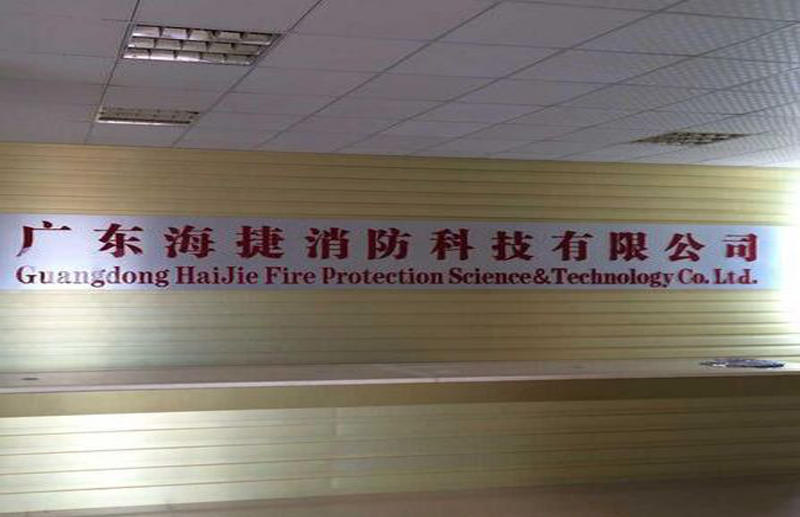 广东海捷消防科技有限公司
Guangdong HaiJie Fire Protection Science&Technology Co. Ltd.